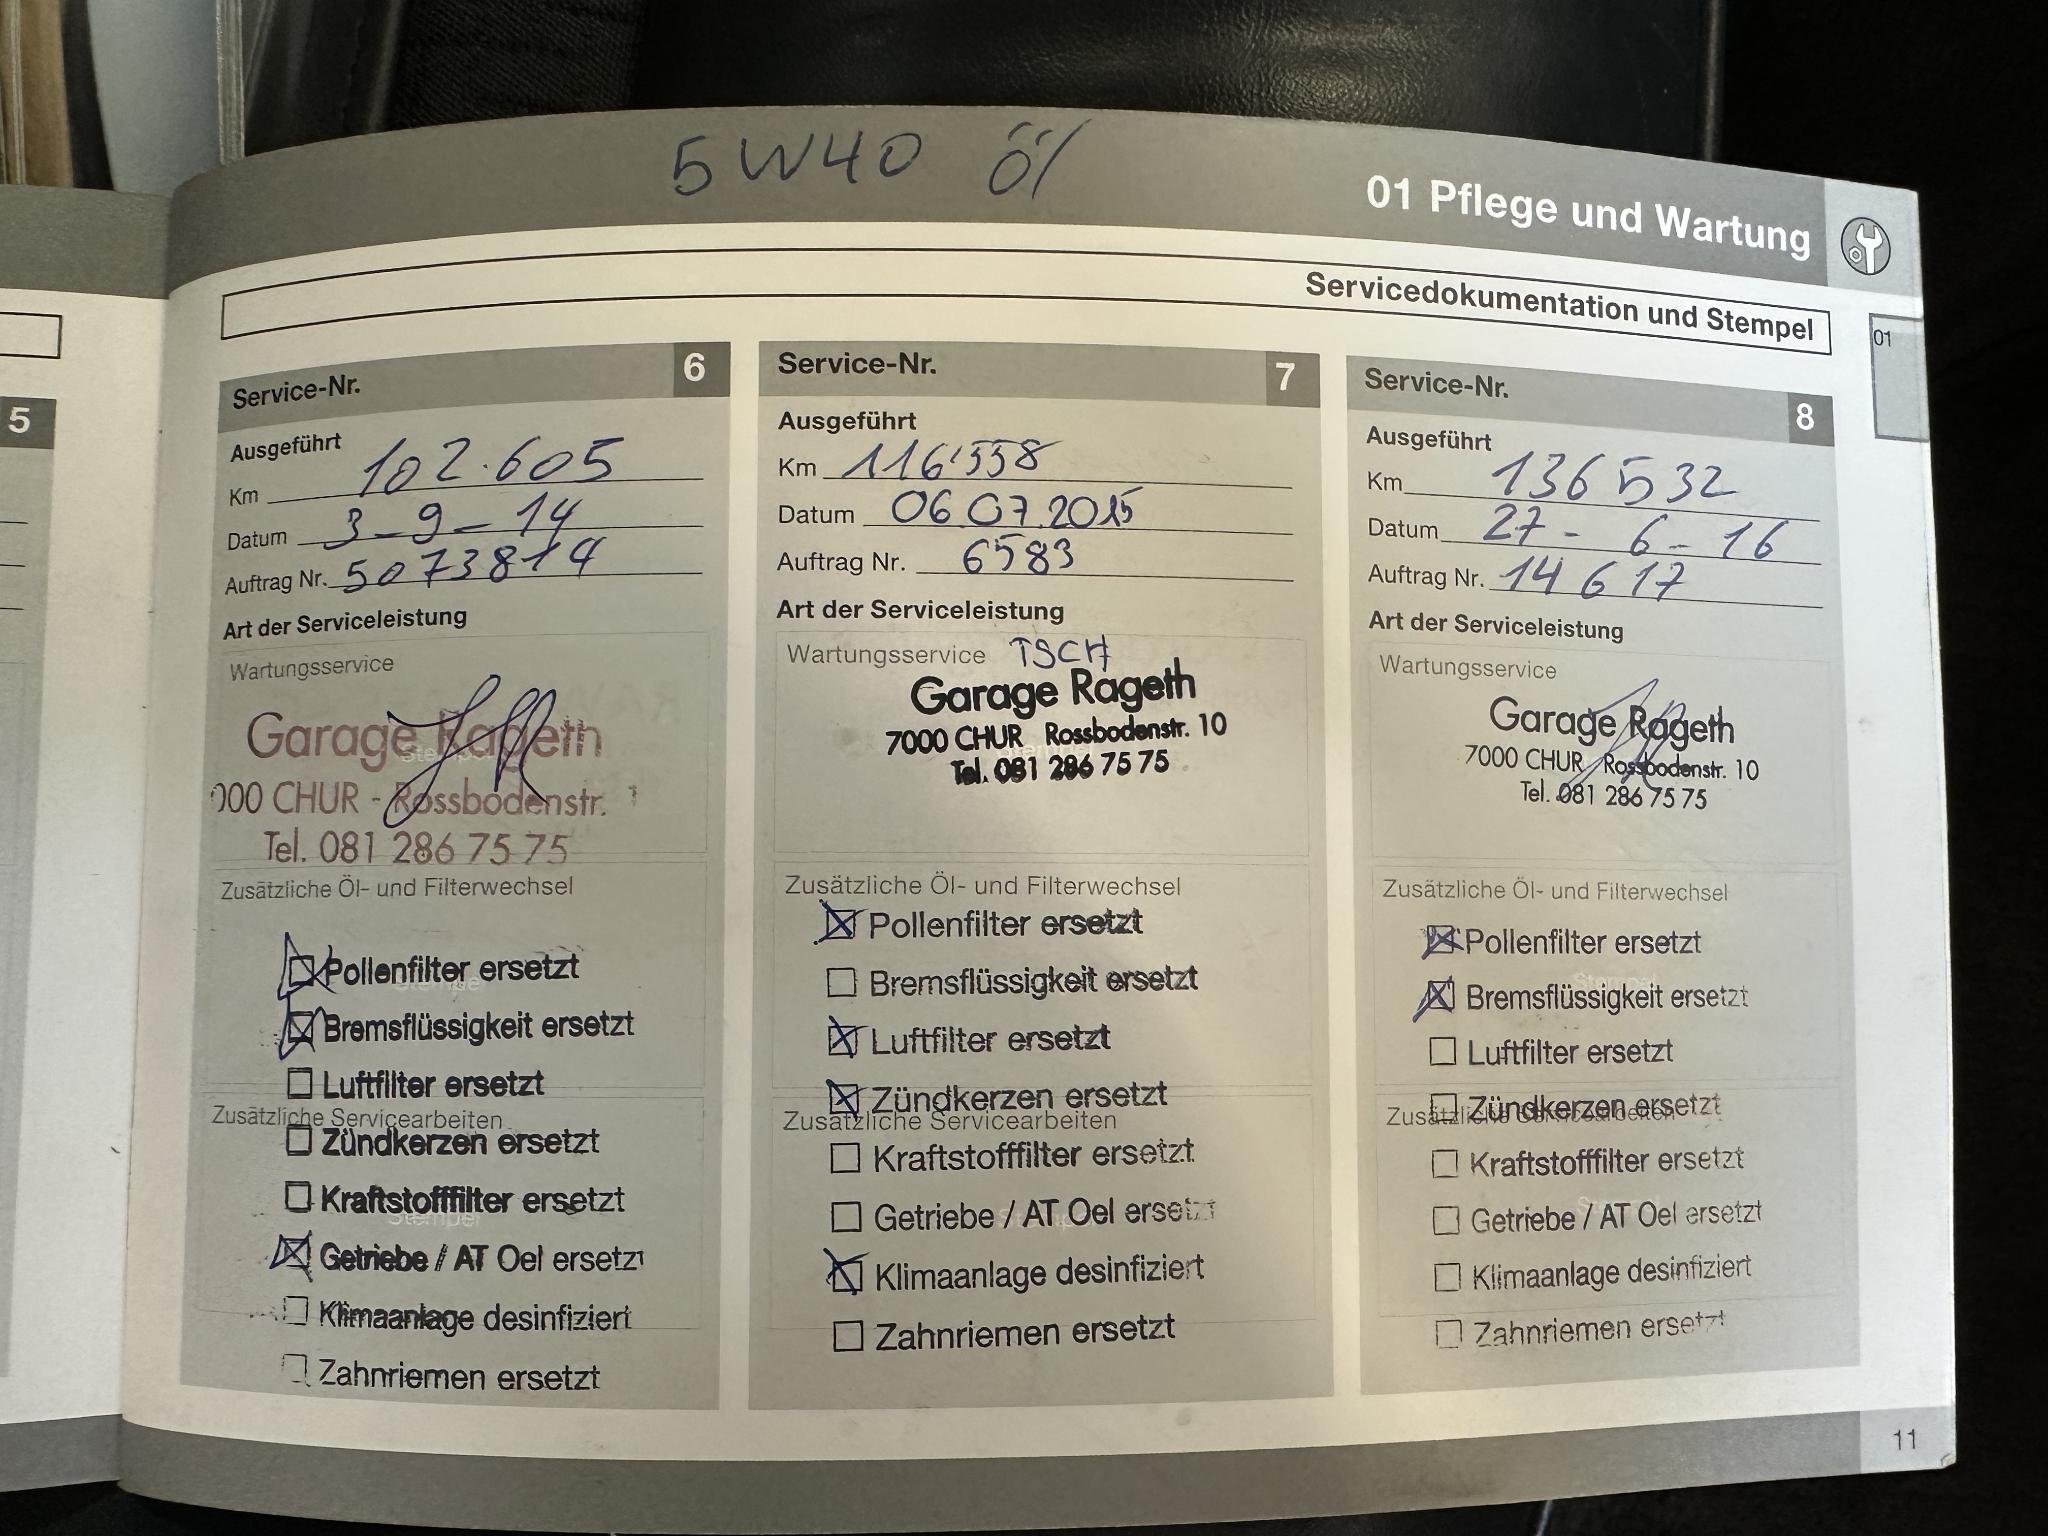 5W40 Öl
01 Pflege und Wartung
Servicedokumentation und Stempel
01
5
Service-Nr. 6
Ausgeführt
Km 102.605
Datum 3-9-14
Auftrag Nr. 5073814
Art der Serviceleistung
Wartungsservice
Garage Rageth
000 CHUR - Rossbodenstr. 1
Tel. 081 286 75 75
Zusätzliche Öl- und Filterwechsel
Pollenfilter ersetzt
Stempel
Bremsflüssigkeit ersetzt
Luftfilter ersetzt
Zusätzliche Servicearbeiten
Zündkerzen ersetzt
Kraftstofffilter ersetzt
Stempel
Getriebe / AT Oel ersetzt
Klimaanlage desinfiziert
Zahnriemen ersetzt
Service-Nr. 7
Ausgeführt
Km 116'558
Datum 06.07.2015
Auftrag Nr. 6583
Art der Serviceleistung
Wartungsservice TSCH
Garage Rageth
7000 CHUR Rossbodenstr. 10
Tel. 081 286 75 75
Zusätzliche Öl- und Filterwechsel
Pollenfilter ersetzt
Bremsflüssigkeit ersetzt
Luftfilter ersetzt
Zündkerzen ersetzt
Zusätzliche Servicearbeiten
Kraftstofffilter ersetzt
Getriebe / AT Oel ersetzt
Klimaanlage desinfiziert
Zahnriemen ersetzt
Service-Nr. 8
Ausgeführt
Km 136532
Datum 27-6-16
Auftrag Nr. 14617
Art der Serviceleistung
Wartungsservice
Garage Rageth
7000 CHUR Rossbodenstr. 10
Tel. 081 286 75 75
Zusätzliche Öl- und Filterwechsel
Pollenfilter ersetzt
Stempel
Bremsflüssigkeit ersetzt
Luftfilter ersetzt
Zündkerzen ersetzt
Zusätzliche Servicearbeiten
Kraftstofffilter ersetzt
Stempel
Getriebe / AT Oel ersetzt
Klimaanlage desinfiziert
Zahnriemen ersetzt
11